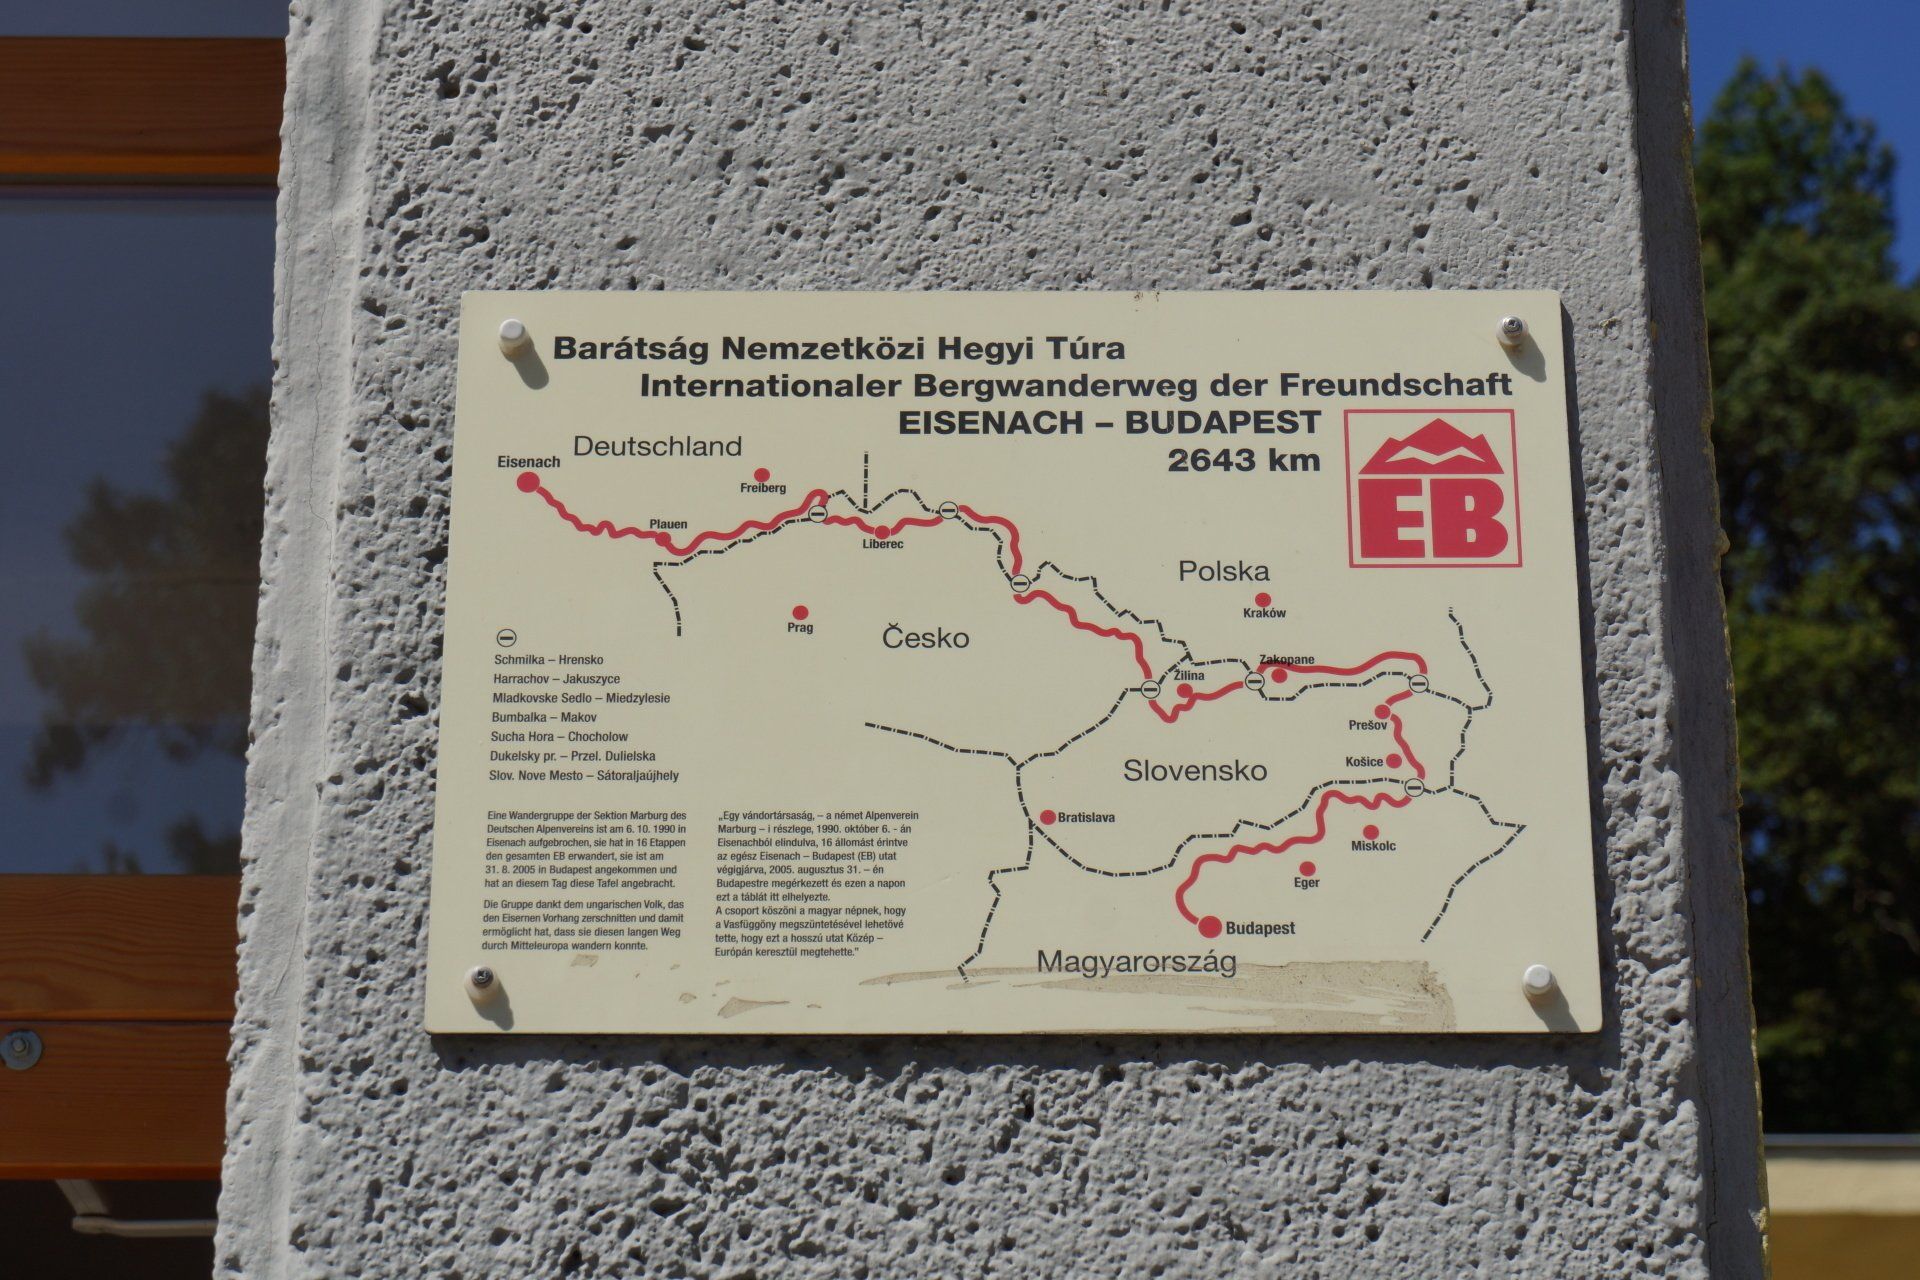 Barátság Nemzetközi Hegyi Túra
Internationaler Bergwanderweg der Freundschaft
EISENACH – BUDAPEST
2643 km
EB
Deutschland
Eisenach
Freiberg
Plauen
Liberec
Polska
Kraków
Prag
Česko
Zakopane
Žilina
Prešov
Košice
Slovensko
Bratislava
Miskolc
Eger
Budapest
Magyarország
Schmilka – Hrensko
Harrachov – Jakuszyce
Mladkovske Sedlo – Miedzylesie
Bumbalka – Makov
Sucha Hora – Chocholow
Dukelsky pr. – Przel. Dulielska
Slov. Nove Mesto – Sátoraljaújhely
Eine Wandergruppe der Sektion Marburg des
Deutschen Alpenvereins ist am 6. 10. 1990 in
Eisenach aufgebrochen, sie hat in 16 Etappen
den gesamten EB erwandert, sie ist am
31. 8. 2005 in Budapest angekommen und
hat an diesem Tag diese Tafel angebracht.
Die Gruppe dankt dem ungarischen Volk, das
den Eisernen Vorhang zerschnitten und damit
ermöglicht hat, dass sie diesen langen Weg
durch Mitteleuropa wandern konnte.
„Egy vándortársaság, – a német Alpenverein
Marburg – i részlege, 1990. október 6. - án
Eisenachból elindulva, 16 állomást érintve
az egész Eisenach – Budapest (EB) utat
végigjárva, 2005. augusztus 31. – én
Budapestre megérkezett és ezen a napon
ezt a táblát itt elhelyezte.
A csoport köszöni a magyar népnek, hogy
a Vasfüggöny megszüntetésével lehetővé
tette, hogy ezt a hosszú utat Közép –
Európán keresztül megtehette.”